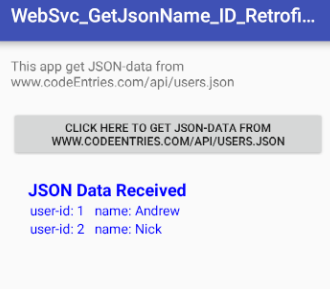 WebSvc_GetJsonName_ID_Retrofi...
This app get JSON-data from
www.codeEntries.com/api/users.json
CLICK HERE TO GET JSON-DATA FROM
WWW.CODEENTRIES.COM/API/USERS.JSON
JSON Data Received
user-id: 1 name: Andrew
user-id: 2 name: Nick